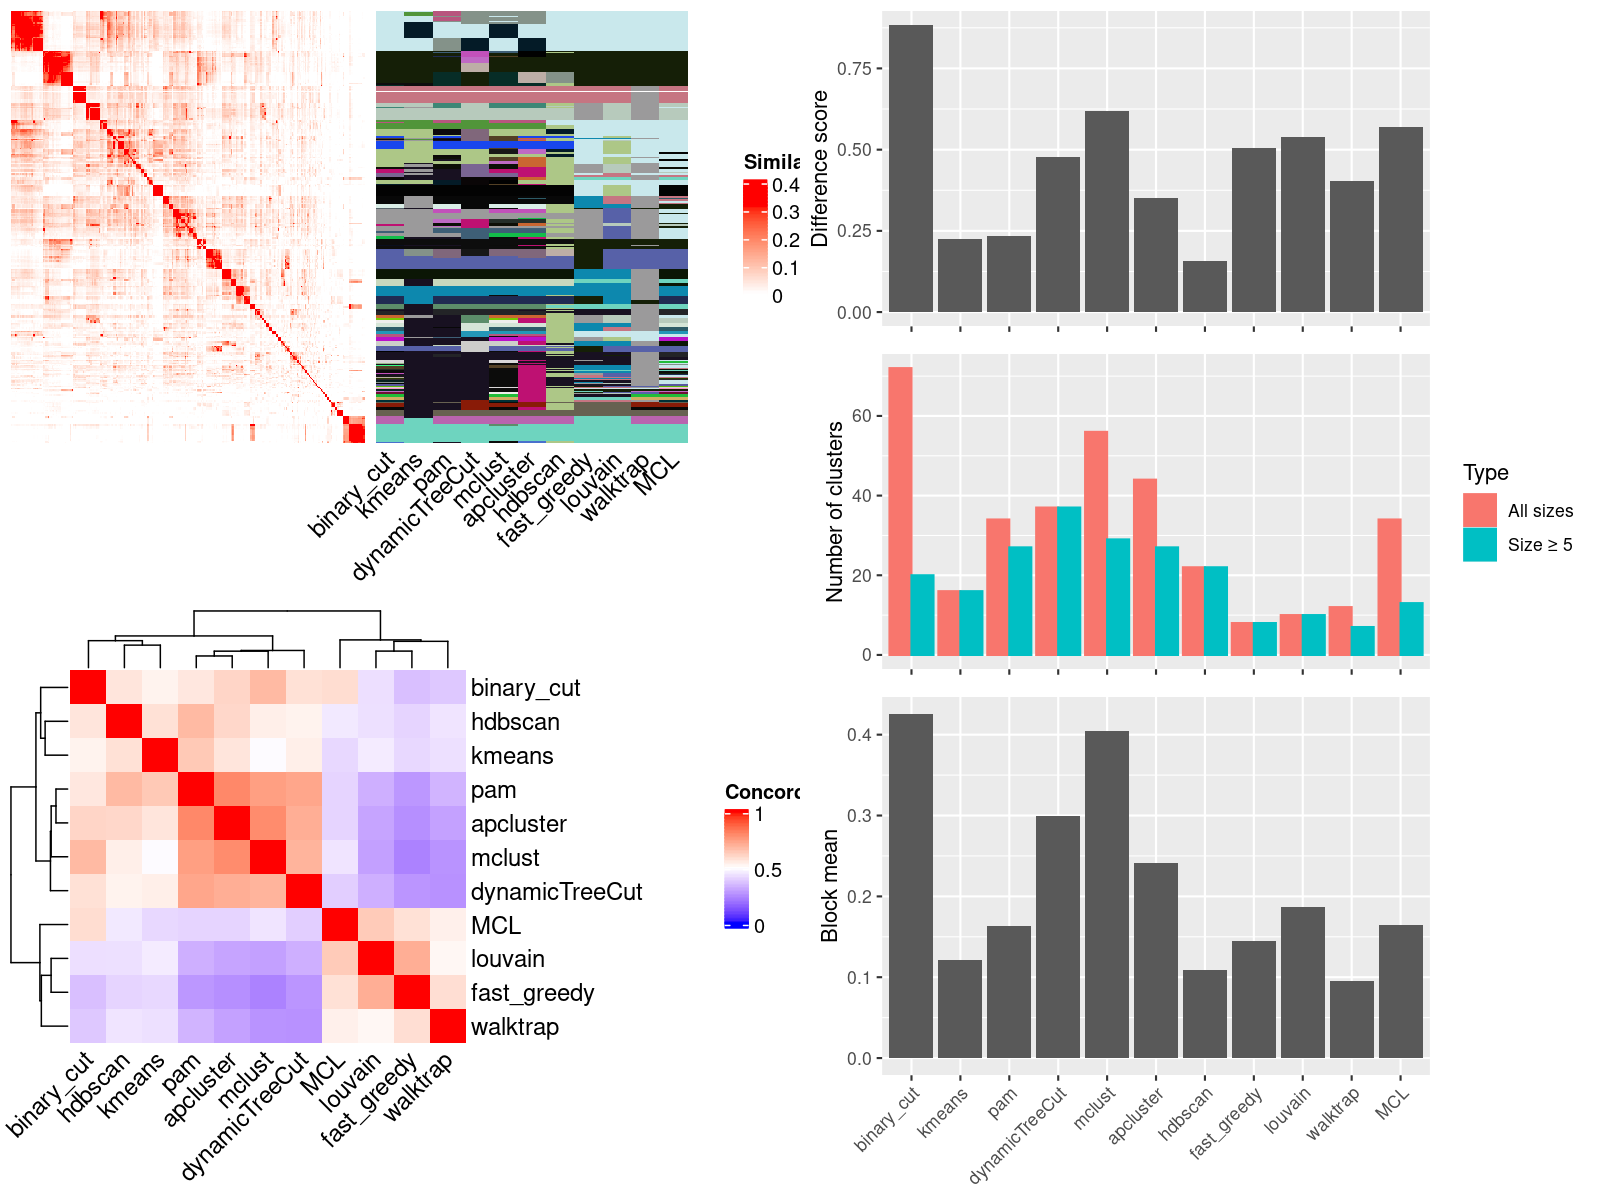 Simila
0.4
0.3
0.2
0.1
0
binary_cut
kmeans
pam
dynamicTreeCut
mclust
apcluster
hdbscan
fast_greedy
louvain
walktrap
MCL
binary_cut
hdbscan
kmeans
pam
apcluster
mclust
dynamicTreeCut
MCL
louvain
fast_greedy
walktrap
Concord
1
0.5
0
binary_cut
hdbscan
kmeans
pam
apcluster
mclust
dynamicTreeCut
MCL
louvain
fast_greedy
walktrap
Difference score
0.75
0.50
0.25
0.00
Number of clusters
60
40
20
0
Type
All sizes
Size ≥ 5
Block mean
0.4
0.3
0.2
0.1
0.0
binary_cut
kmeans
pam
dynamicTreeCut
mclust
apcluster
hdbscan
fast_greedy
louvain
walktrap
MCL